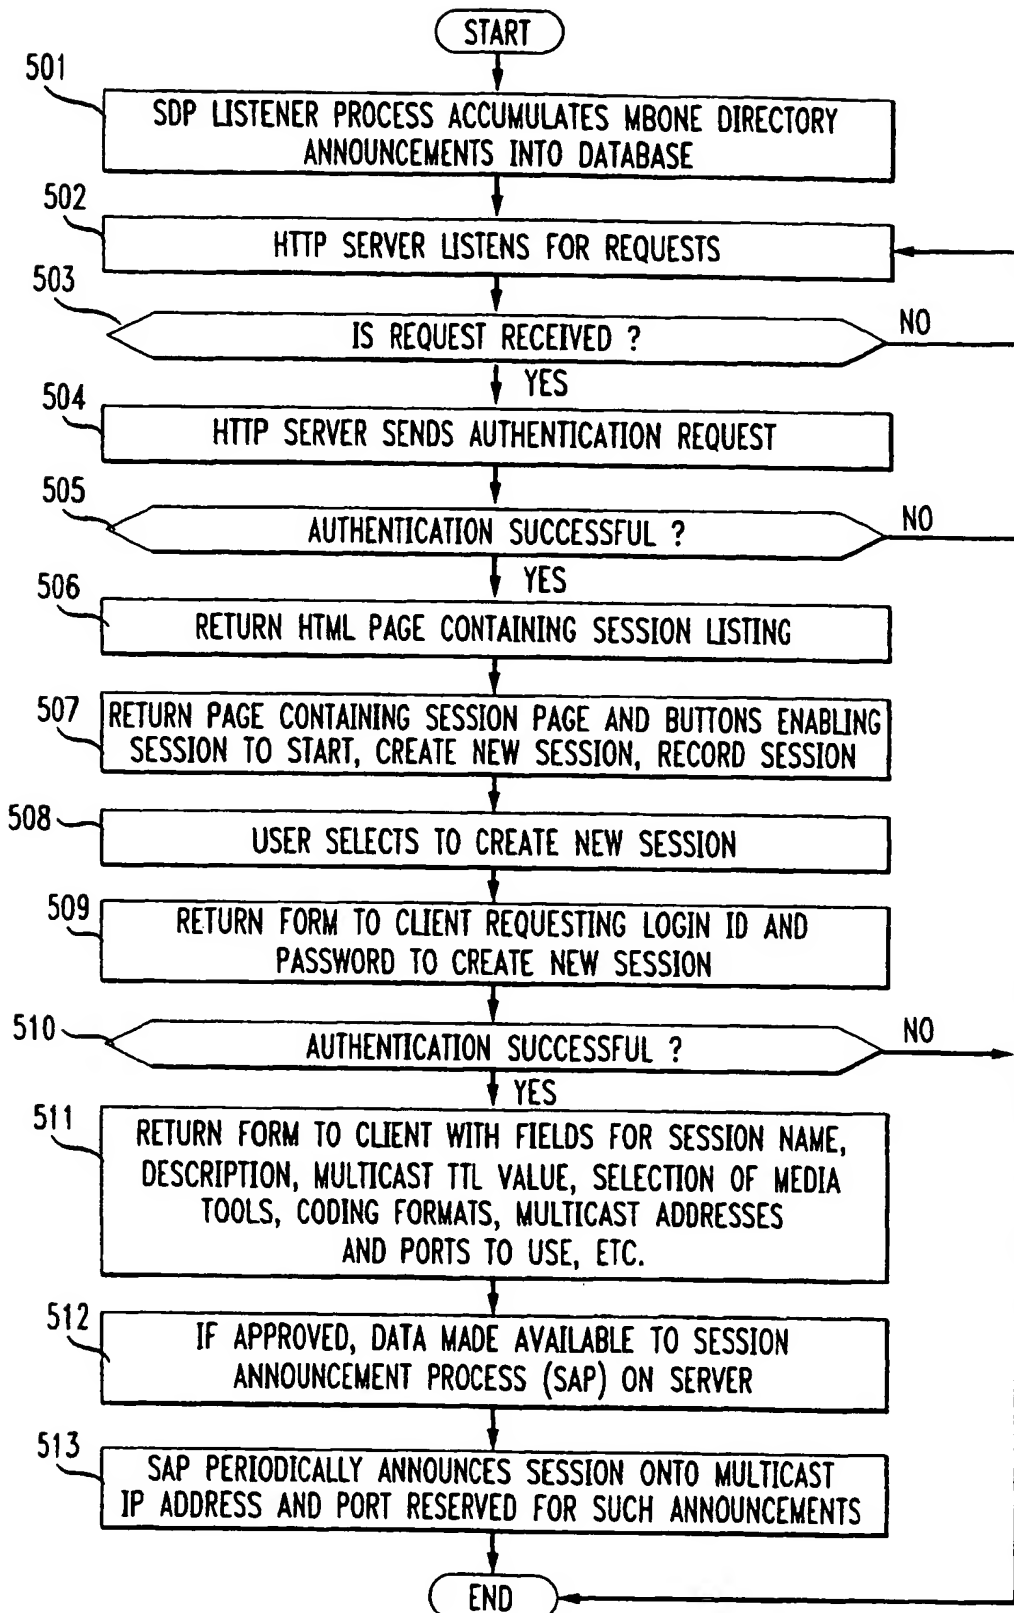 START
501
SDP LISTENER PROCESS ACCUMULATES MBONE DIRECTORY
ANNOUNCEMENTS INTO DATABASE
502
HTTP SERVER LISTENS FOR REQUESTS
503
IS REQUEST RECEIVED ?
NO
YES
504
HTTP SERVER SENDS AUTHENTICATION REQUEST
505
AUTHENTICATION SUCCESSFUL ?
NO
YES
506
RETURN HTML PAGE CONTAINING SESSION LISTING
507
RETURN PAGE CONTAINING SESSION PAGE AND BUTTONS ENABLING
SESSION TO START, CREATE NEW SESSION, RECORD SESSION
508
USER SELECTS TO CREATE NEW SESSION
509
RETURN FORM TO CLIENT REQUESTING LOGIN ID AND
PASSWORD TO CREATE NEW SESSION
510
AUTHENTICATION SUCCESSFUL ?
NO
YES
511
RETURN FORM TO CLIENT WITH FIELDS FOR SESSION NAME,
DESCRIPTION, MULTICAST TTL VALUE, SELECTION OF MEDIA
TOOLS, CODING FORMATS, MULTICAST ADDRESSES
AND PORTS TO USE, ETC.
512
IF APPROVED, DATA MADE AVAILABLE TO SESSION
ANNOUNCEMENT PROCESS (SAP) ON SERVER
513
SAP PERIODICALLY ANNOUNCES SESSION ONTO MULTICAST
IP ADDRESS AND PORT RESERVED FOR SUCH ANNOUNCEMENTS
END